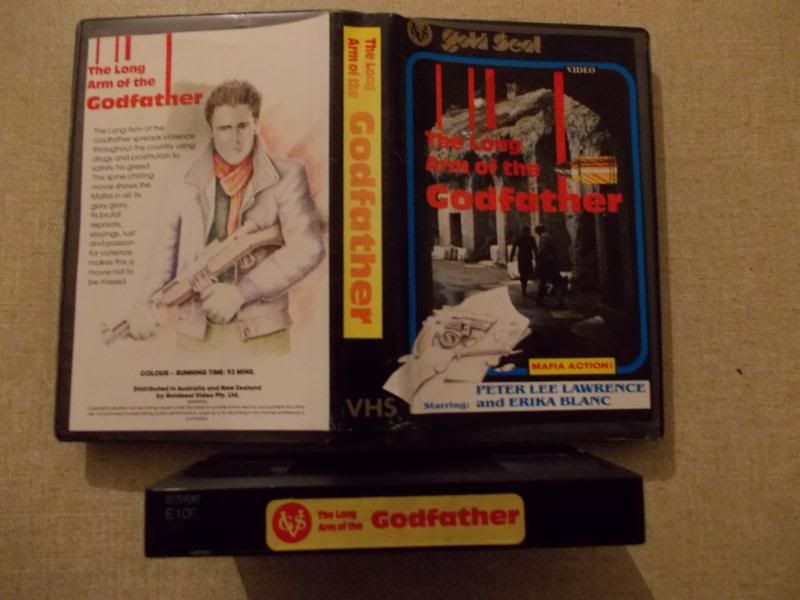 The Long
Arm of the
Godfather
The Long Arm of the
Godfather spreads violence
throughout the country using
drugs and prostitution to
satisfy his greed.
This spine chilling
movie shows the
Mafia in all its
gory glory.
Its brutal
reprisals,
slayings, lust
and passion
for violence
makes this a
movie not to
be missed.
COLOUR – RUNNING TIME: 93 MINS.
Distributed in Australia and New Zealand
by Goldseal Video Pty. Ltd.
WARNING
The Long
Arm of the
Godfather
VHS
Gold Seal
VIDEO
The Long
Arm of the
Godfather
MAFIA ACTION!
Starring: PETER LEE LAWRENCE
and ERIKA BLANC
The Long
Arm of the
Godfather